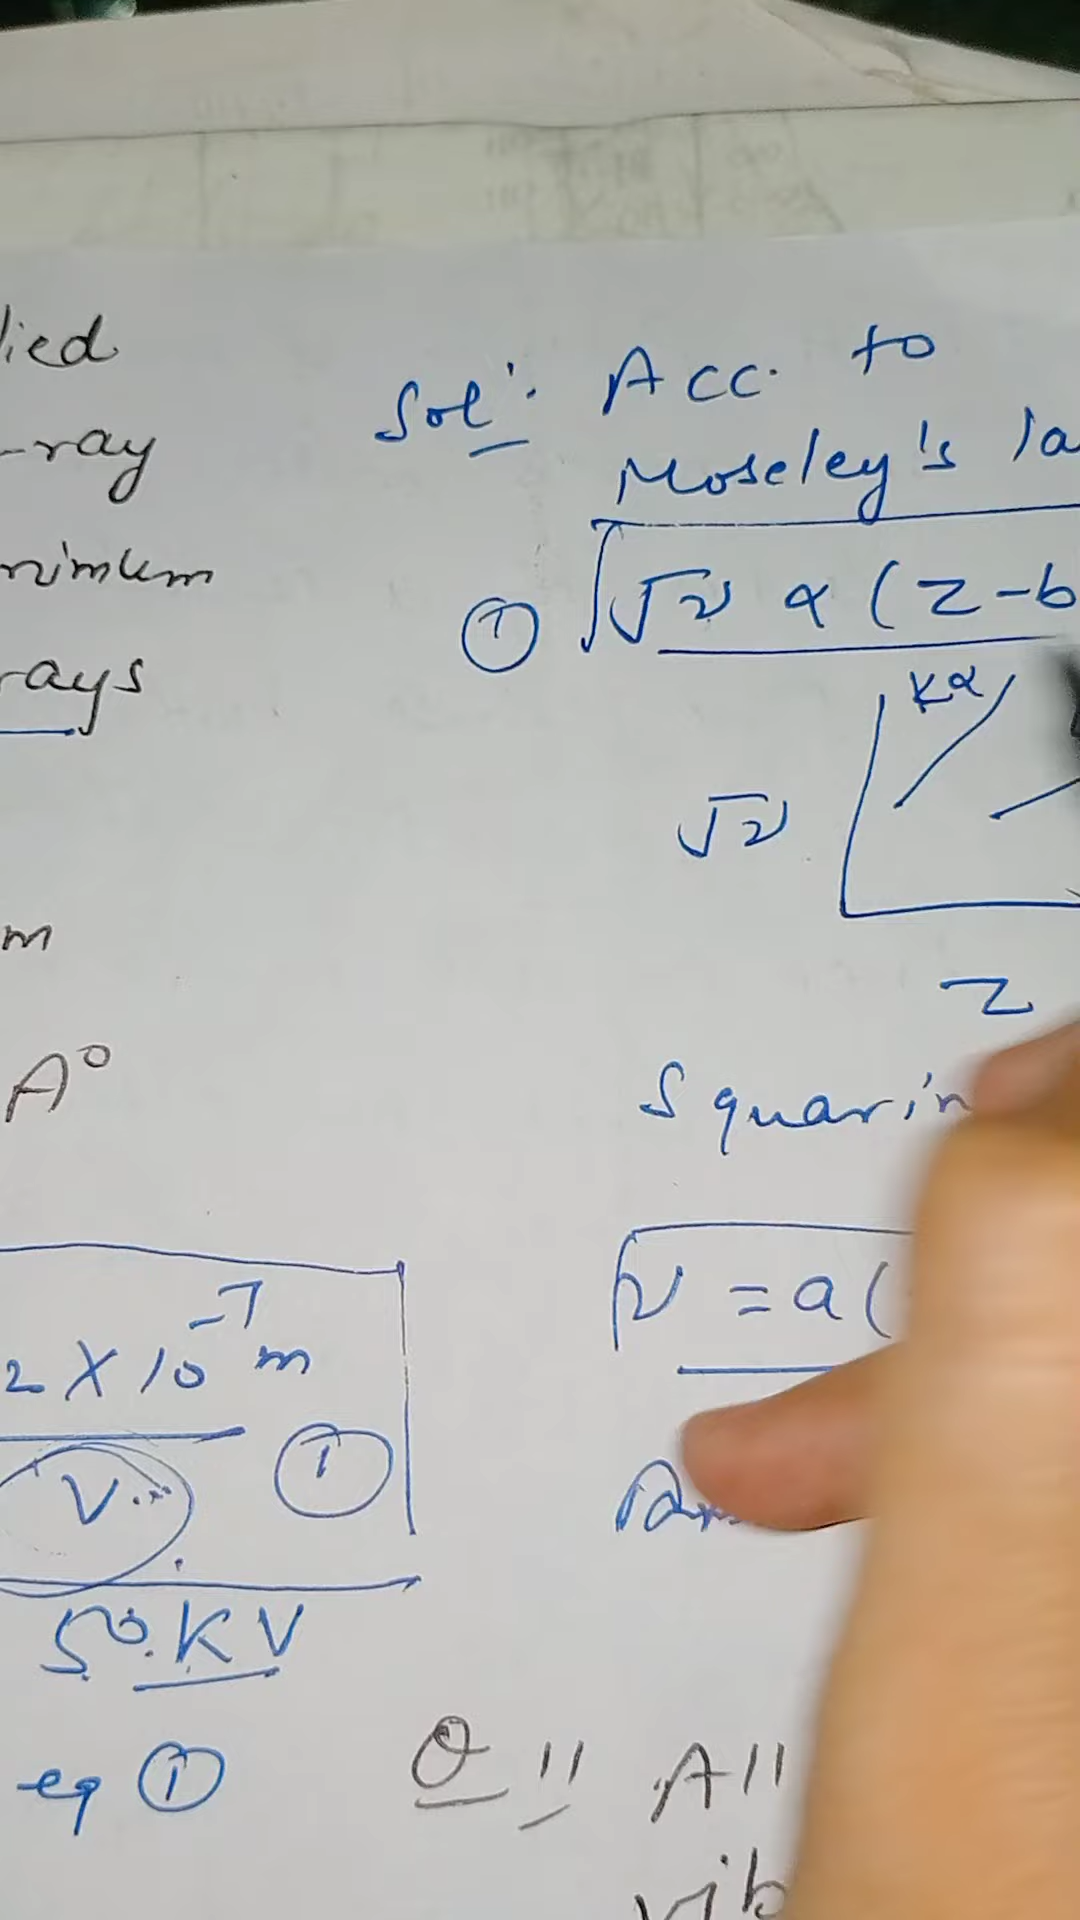 lied
-ray
nimum
rays
m
A°
2 X 10⁻⁷ m
V
①
50 KV
eq ①
Sol: Acc. to
Moseley's la
① √ν α (Z-b
Kα
√ν
Z
Squarin
ν = a(
Q|| All
vib